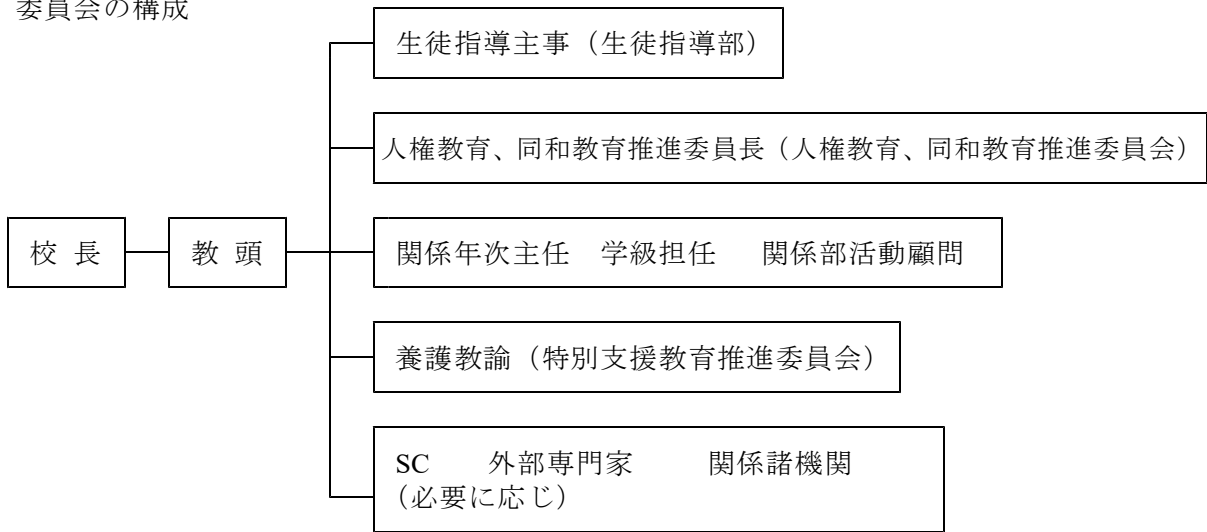 委員会の構成
生徒指導主事（生徒指導部）
人権教育、同和教育推進委員長（人権教育、同和教育推進委員会）
校 長
教 頭
関係年次主任　学級担任　関係部活動顧問
養護教諭（特別支援教育推進委員会）
SC　外部専門家　関係諸機関
（必要に応じ）